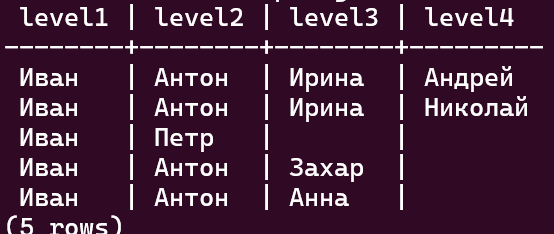 level1 | level2 | level3 | level4
--------+--------+--------+---------
Иван | Антон | Ирина | Андрей
Иван | Антон | Ирина | Николай
Иван | Петр | |
Иван | Антон | Захар |
Иван | Антон | Анна |
(5 rows)